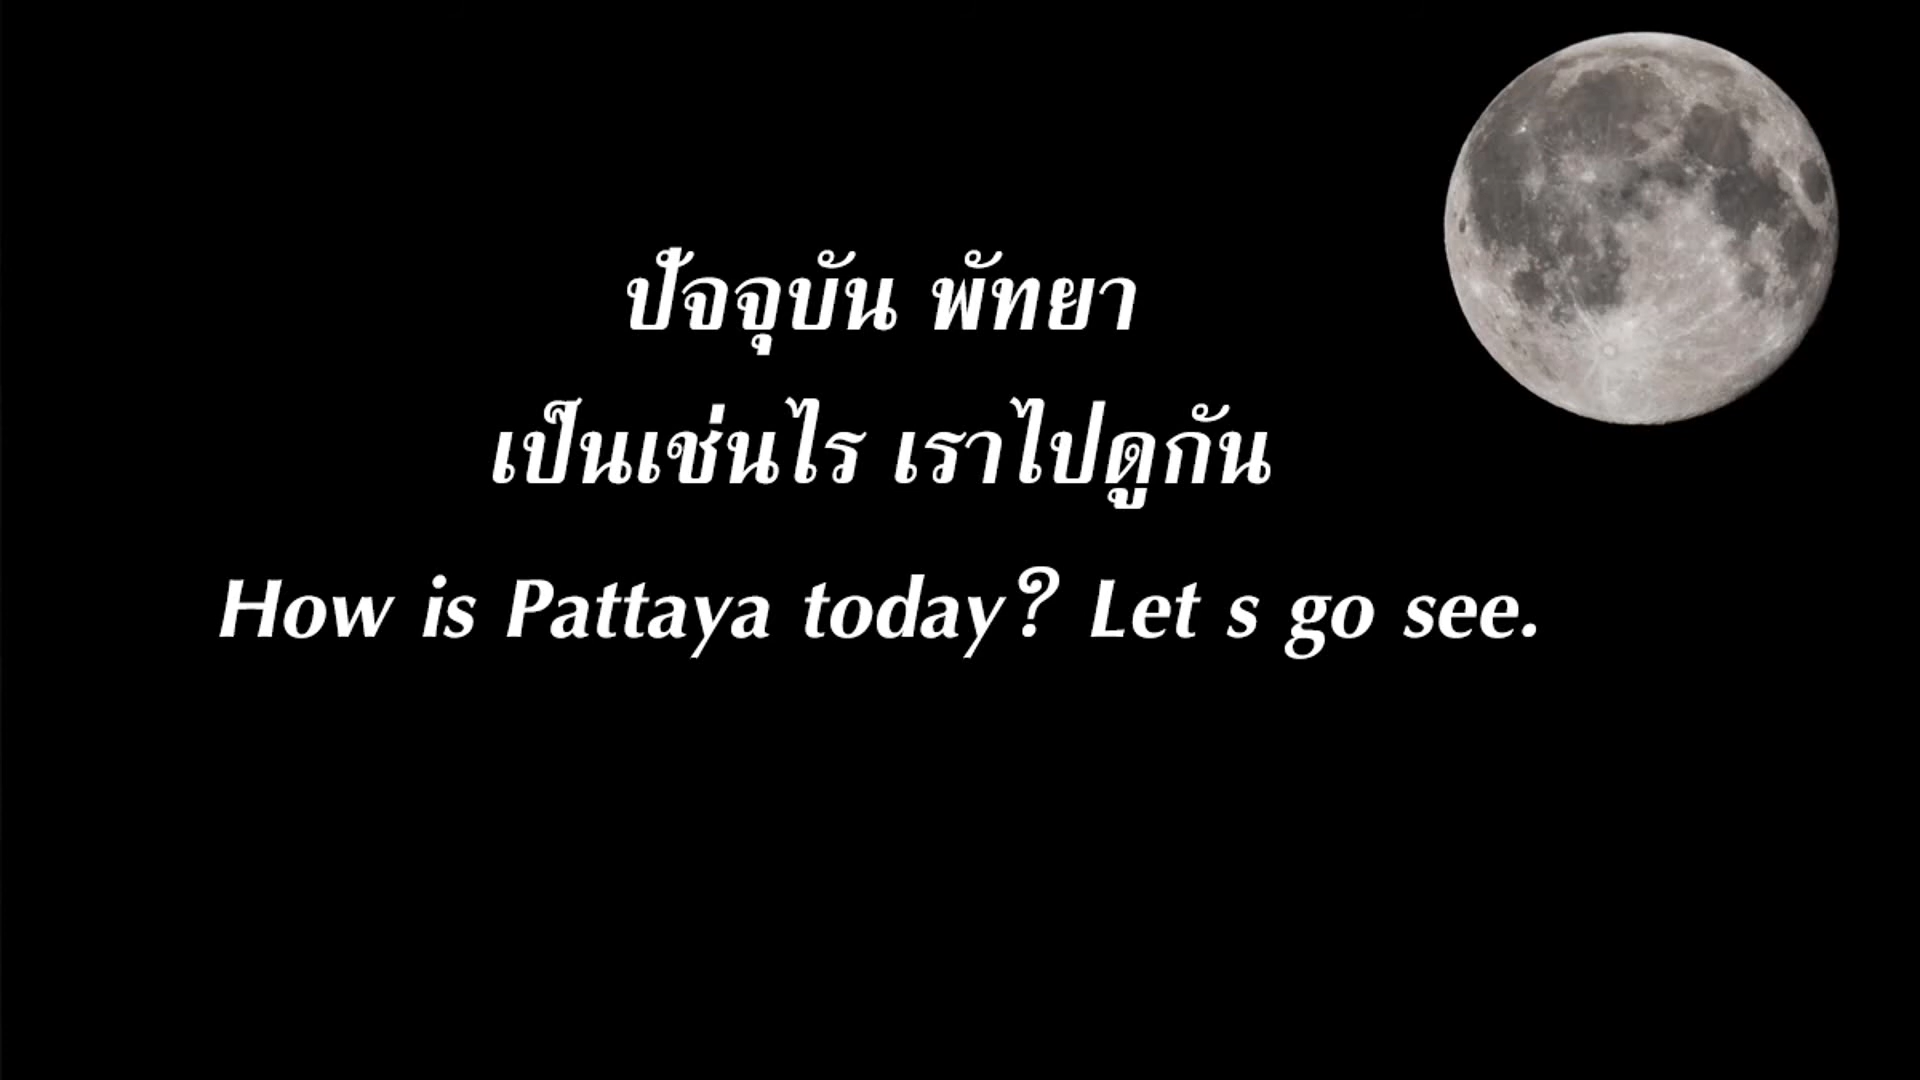 ปัจจุบัน พัทยา
เป็นเช่นไร เราไปดูกัน
How is Pattaya today? Let s go see.